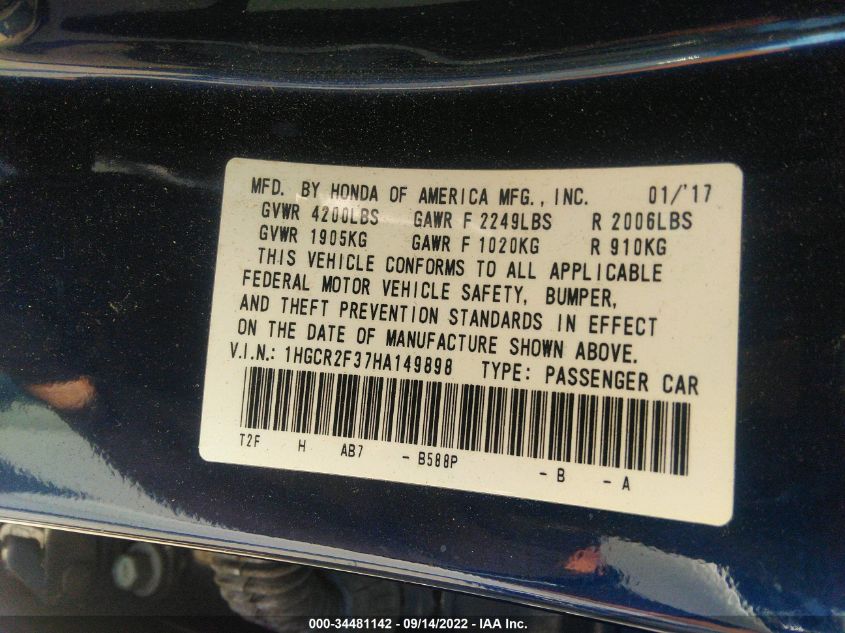 MFD. BY HONDA OF AMERICA MFG., INC. 01/'17
GVWR 4200LBS GAWR F 2249LBS R 2006LBS
GVWR 1905KG GAWR F 1020KG R 910KG
THIS VEHICLE CONFORMS TO ALL APPLICABLE
FEDERAL MOTOR VEHICLE SAFETY, BUMPER,
AND THEFT PREVENTION STANDARDS IN EFFECT
ON THE DATE OF MANUFACTURE SHOWN ABOVE.
V.I.N.: 1HGCR2F37HA149898 TYPE: PASSENGER CAR
T2F H AB7 - B588P - B - A
000-34481142 - 09/14/2022 - IAA Inc.